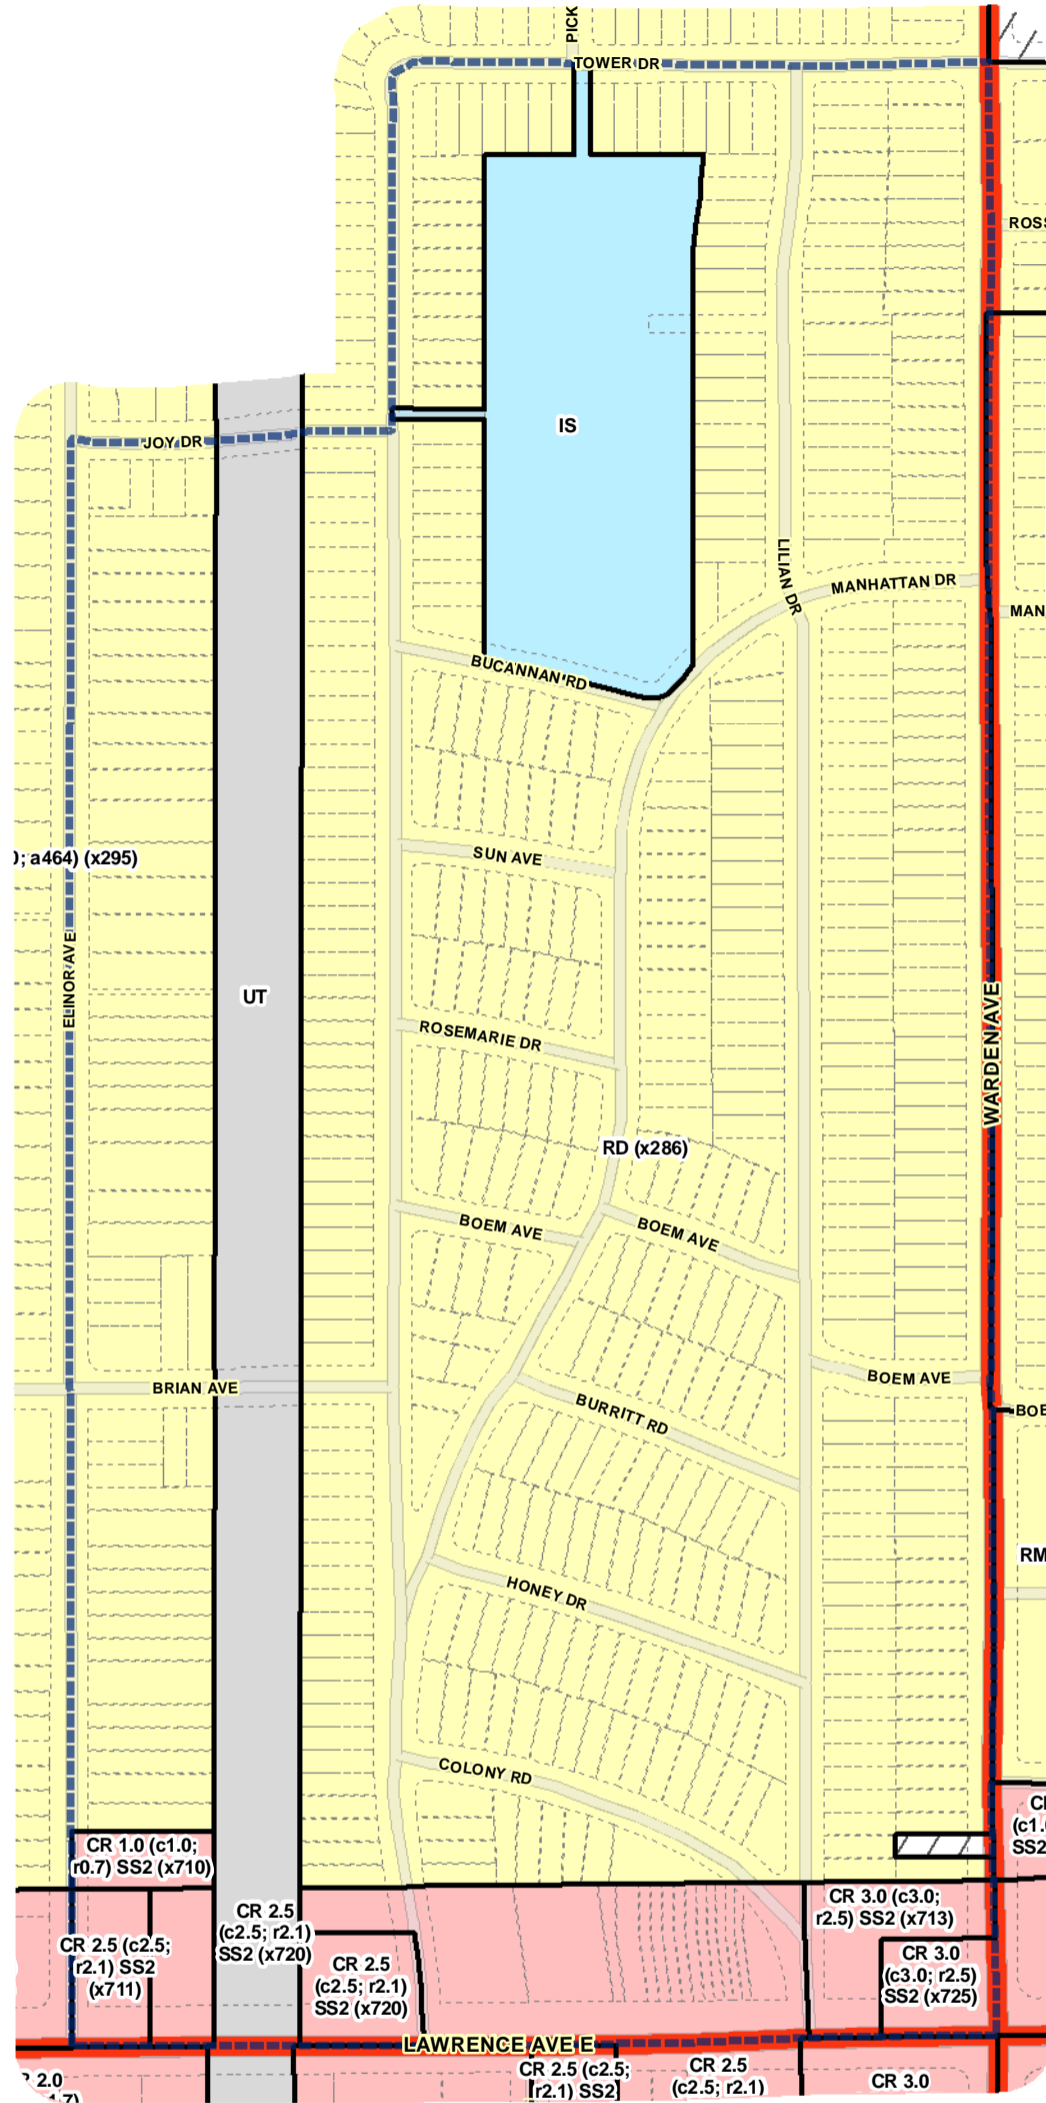 PICK
TOWER DR
ROSS
IS
JOY DR
LILIAN DR
MANHATTAN DR
MAN
BUCANNAN RD
SUN AVE
; a464) (x295)
ELINOR AVE
UT
ROSEMARIE DR
WARDEN AVE
RD (x286)
BOEM AVE
BOEM AVE
BOEM AVE
BRIAN AVE
BURRITT RD
BOE
RM
HONEY DR
COLONY RD
CR 1.0 (c1.0;
r0.7) SS2 (x710)
(c1.
SS2
CR 2.5
(c2.5; r2.1)
SS2 (x720)
CR 3.0 (c3.0;
r2.5) SS2 (x713)
CR 2.5 (c2.5;
r2.1) SS2
(x711)
CR 2.5
(c2.5; r2.1)
SS2 (x720)
CR 3.0
(c3.0; r2.5)
SS2 (x725)
LAWRENCE AVE E
2.0
1.7)
CR 2.5 (c2.5;
r2.1) SS2
CR 2.5
(c2.5; r2.1)
CR 3.0